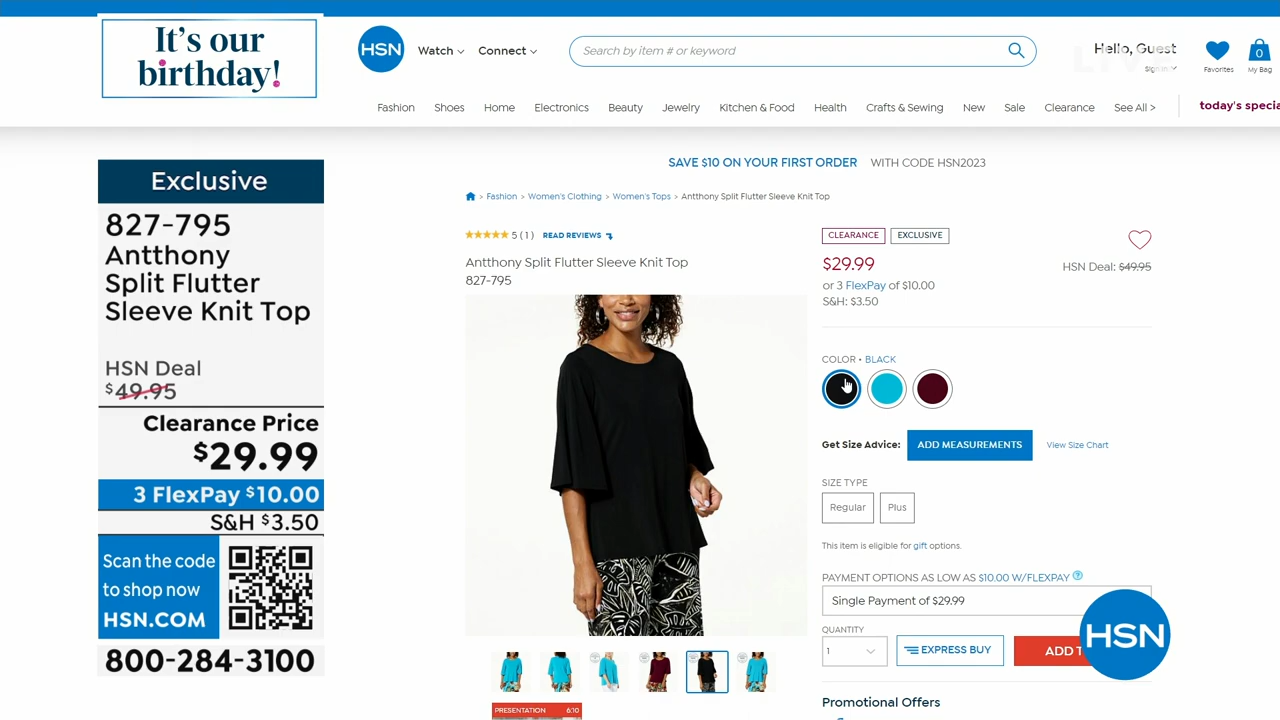 It's our
birthday!
HSN
Watch
Connect
Search by item # or keyword
Hello, Guest
Sign In
LIVE
Favorites
0
My Bag
Fashion
Shoes
Home
Electronics
Beauty
Jewelry
Kitchen & Food
Health
Crafts & Sewing
New
Sale
Clearance
See All >
today's specia
SAVE $10 ON YOUR FIRST ORDER WITH CODE HSN2023
> Fashion > Women's Clothing > Women's Tops > Antthony Split Flutter Sleeve Knit Top
Exclusive
827-795
Antthony
Split Flutter
Sleeve Knit Top
HSN Deal
$49.95
Clearance Price
$29.99
3 FlexPay $10.00
S&H $3.50
Scan the code
to shop now
HSN.COM
800-284-3100
5 ( 1 ) READ REVIEWS
Antthony Split Flutter Sleeve Knit Top
827-795
PRESENTATION 6:10
CLEARANCE
EXCLUSIVE
$29.99
HSN Deal: $49.95
or 3 FlexPay of $10.00
S&H: $3.50
COLOR • BLACK
Get Size Advice: ADD MEASUREMENTS View Size Chart
SIZE TYPE
Regular
Plus
This item is eligible for gift options.
PAYMENT OPTIONS AS LOW AS $10.00 W/FLEXPAY ?
Single Payment of $29.99
QUANTITY
1
EXPRESS BUY
ADD T
HSN
Promotional Offers